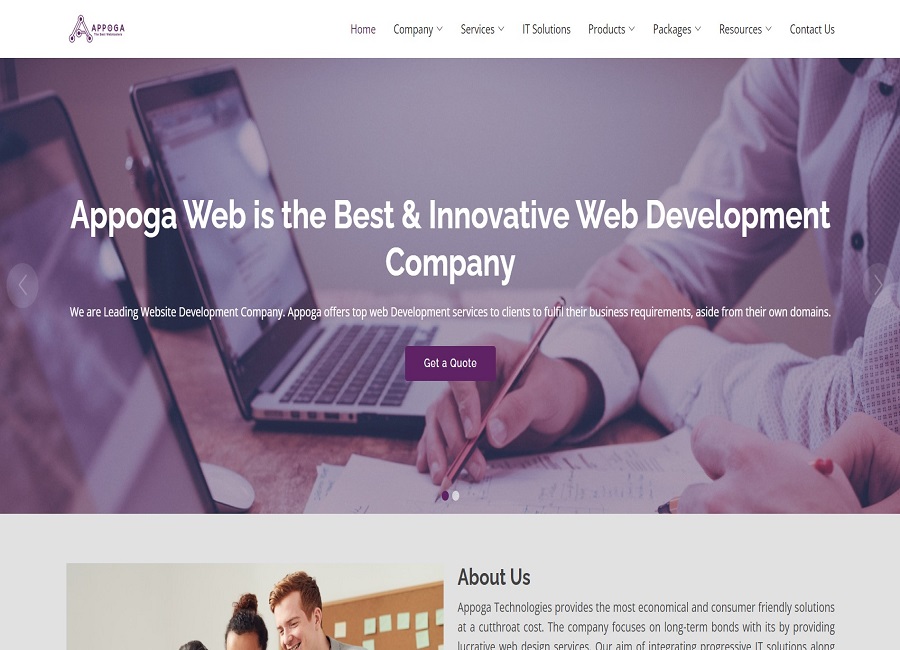 APPOGA
Home Company Services IT Solutions Products Packages Resources Contact Us
Appoga Web is the Best & Innovative Web Development
Company
We are Leading Website Development Company. Appoga offers top web Development services to clients to fulfil their business requirements, aside from their own domains.
Get a Quote
About Us
Appoga Technologies provides the most economical and consumer friendly solutions
at a cutthroat cost. The company focuses on long-term bonds with its by providing
lucrative web design services. Our aim of integrating progressive IT solutions along